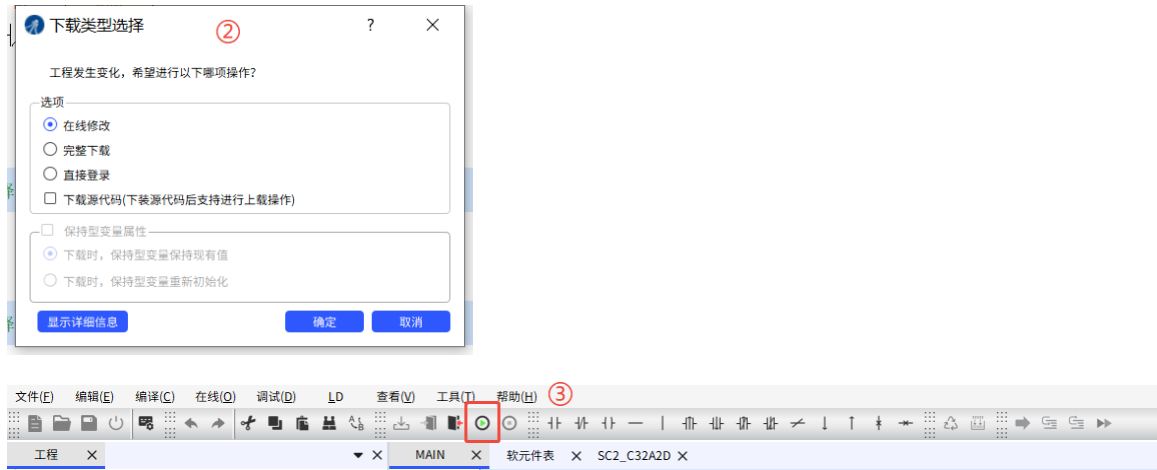 下载类型选择
②
?
工程发生变化，希望进行以下哪项操作？
选项
在线修改
完整下载
直接登录
下载源代码(下装源代码后支持进行上载操作)
保持型变量属性
下载时，保持型变量保持现有值
下载时，保持型变量重新初始化
显示详细信息 确定 取消
文件(F) 编辑(E) 编译(C) 在线(O) 调试(D) LD 查看(V) 工具(T) 帮助(H) ③
工程 MAIN 软元件表 SC2_C32A2D